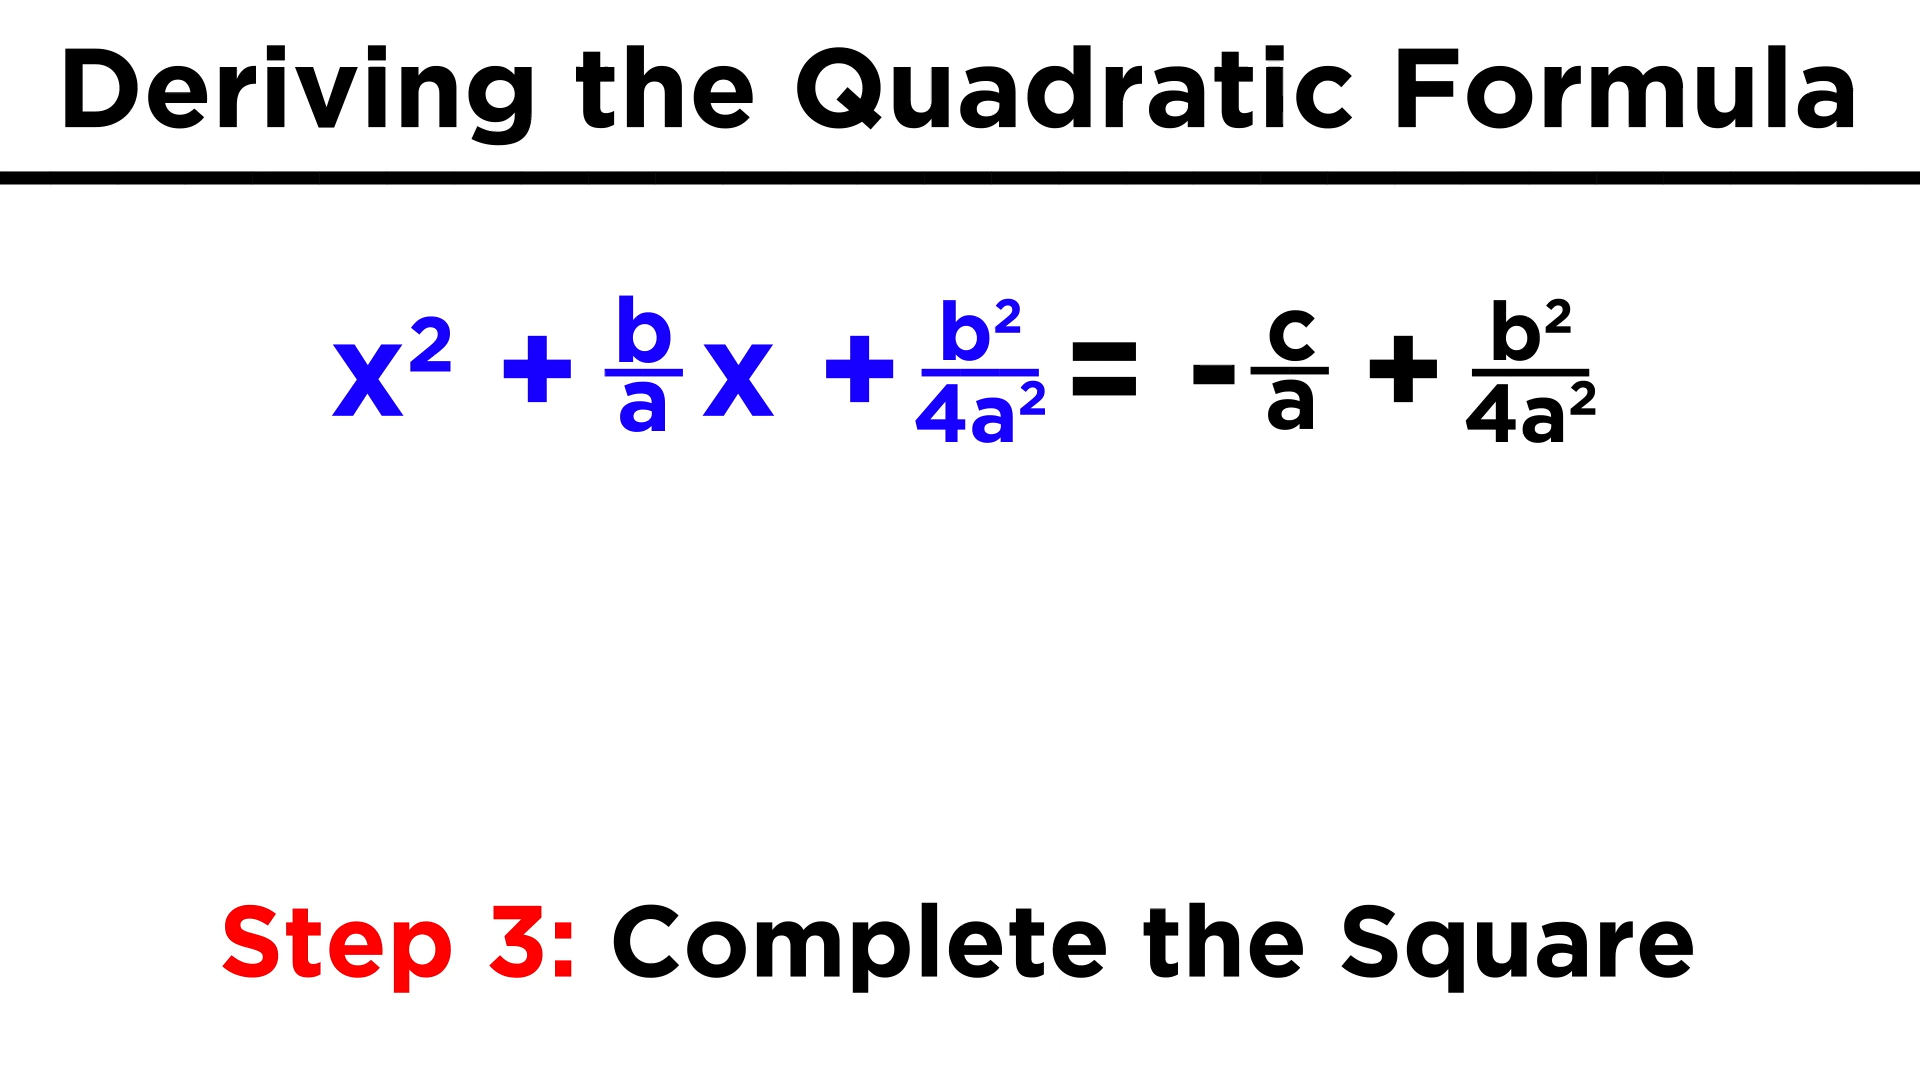 Deriving the Quadratic Formula
x² + b/a x + b²/4a² = - c/a + b²/4a²
Step 3: Complete the Square